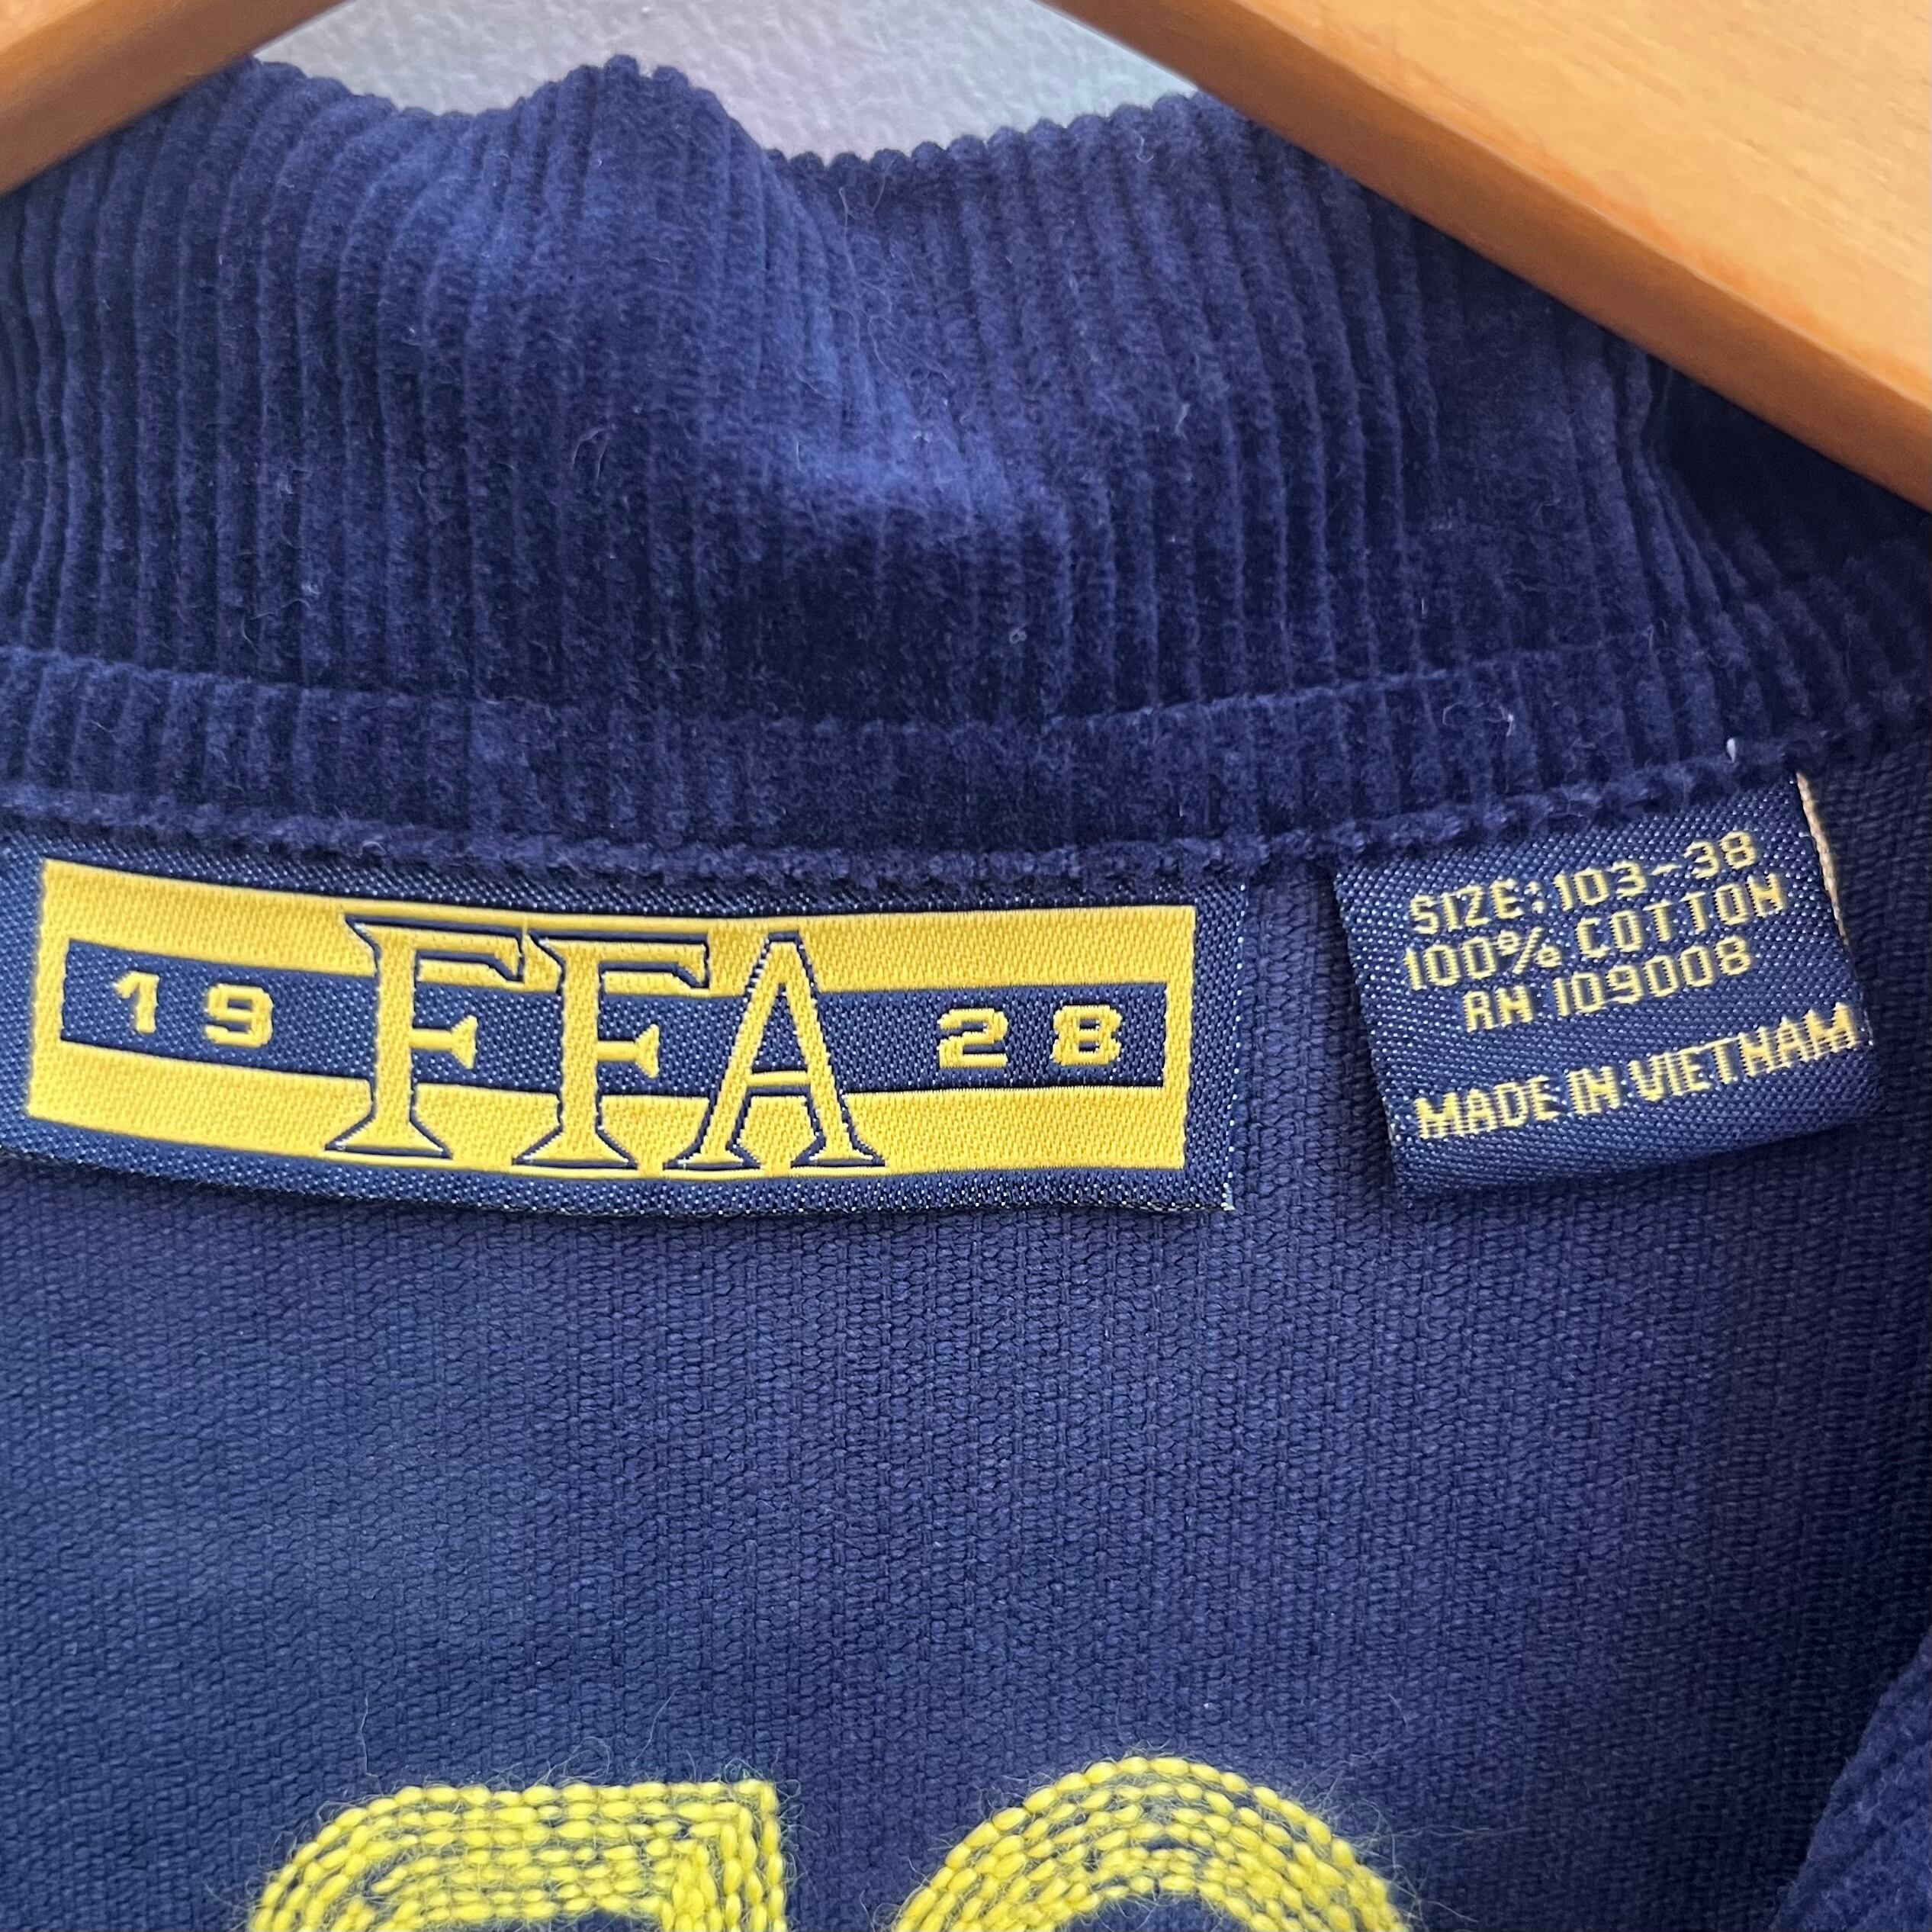 19 FFA 28
SIZE: 103-38
100% COTTON
RN 109008
MADE IN VIETNAM